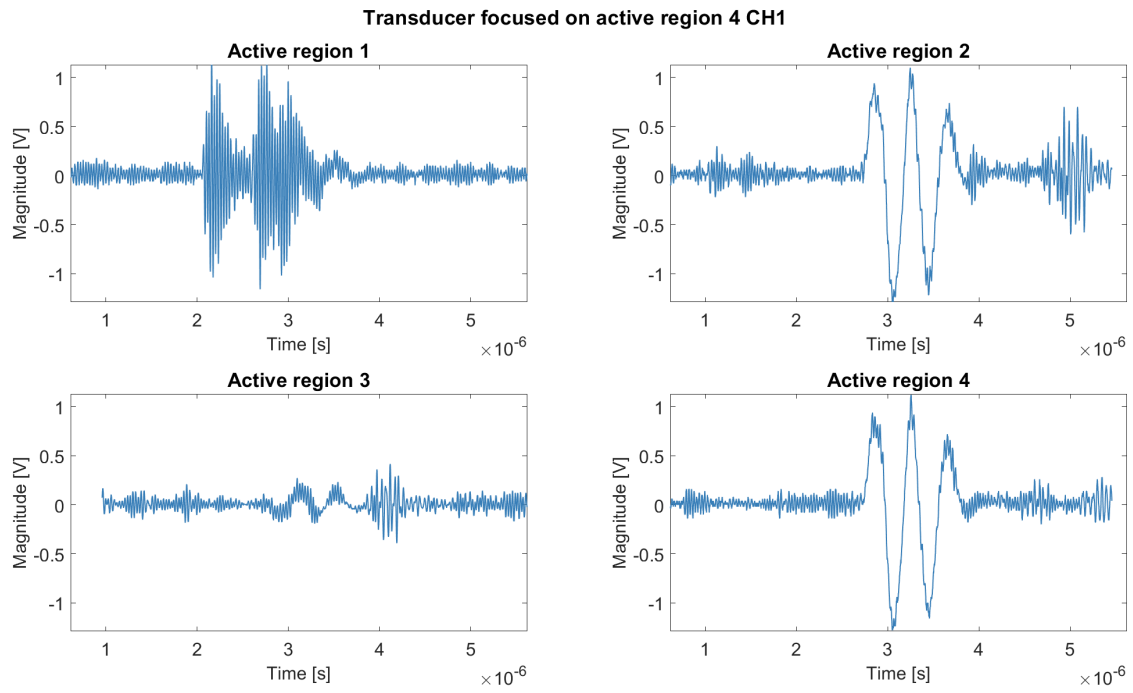 Transducer focused on active region 4 CH1
Active region 1
Magnitude [V]
1
0.5
0
-0.5
-1
1 2 3 4 5
Time [s]
×10-6
Active region 2
Magnitude [V]
1
0.5
0
-0.5
-1
1 2 3 4 5
Time [s]
×10-6
Active region 3
Magnitude [V]
1
0.5
0
-0.5
-1
1 2 3 4 5
Time [s]
×10-6
Active region 4
Magnitude [V]
1
0.5
0
-0.5
-1
1 2 3 4 5
Time [s]
×10-6